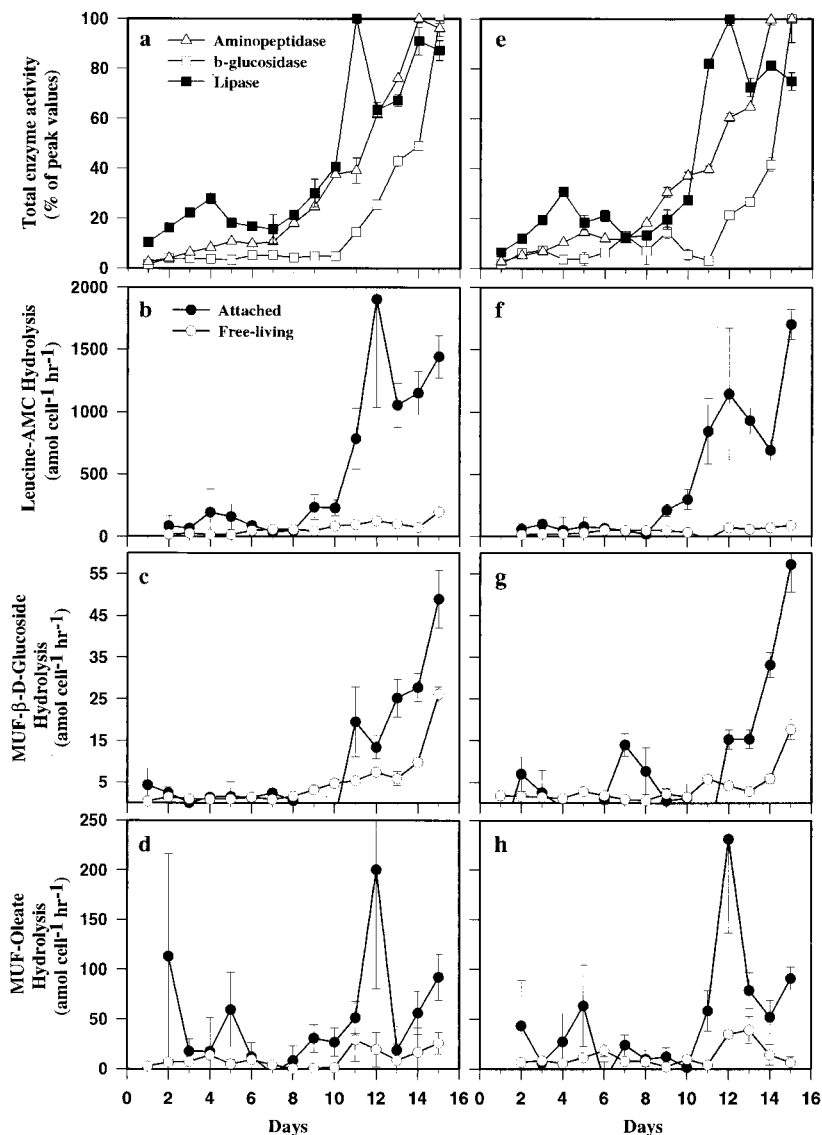 a
Aminopeptidase
b-glucosidase
Lipase
100
80
60
40
20
0
Total enzyme activity
(% of peak values)
e
b
Attached
Free-living
2000
1500
1000
500
0
Leucine-AMC Hydrolysis
(amol cell-1 hr-1)
f
c
55
45
35
25
15
5
MUF-β-D-Glucoside
Hydrolysis
(amol cell-1 hr-1)
g
d
250
200
150
100
50
0
MUF-Oleate
Hydrolysis
(amol cell-1 hr-1)
h
0 2 4 6 8 10 12 14 16
Days
0 2 4 6 8 10 12 14 16
Days